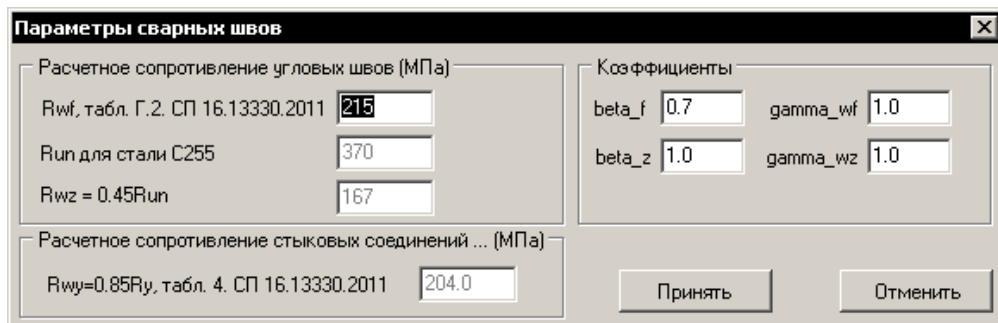 Параметры сварных швов
Расчетное сопротивление угловых швов (МПа)
Rwf, табл. Г.2. СП 16.13330.2011 215
Run для стали С255 370
Rwz = 0.45Run 167
Расчетное сопротивление стыковых соединений ... (МПа)
Rwy=0.85Ry, табл. 4. СП 16.13330.2011 204.0
Коэффициенты
beta_f 0.7 gamma_wf 1.0
beta_z 1.0 gamma_wz 1.0
Принять Отменить